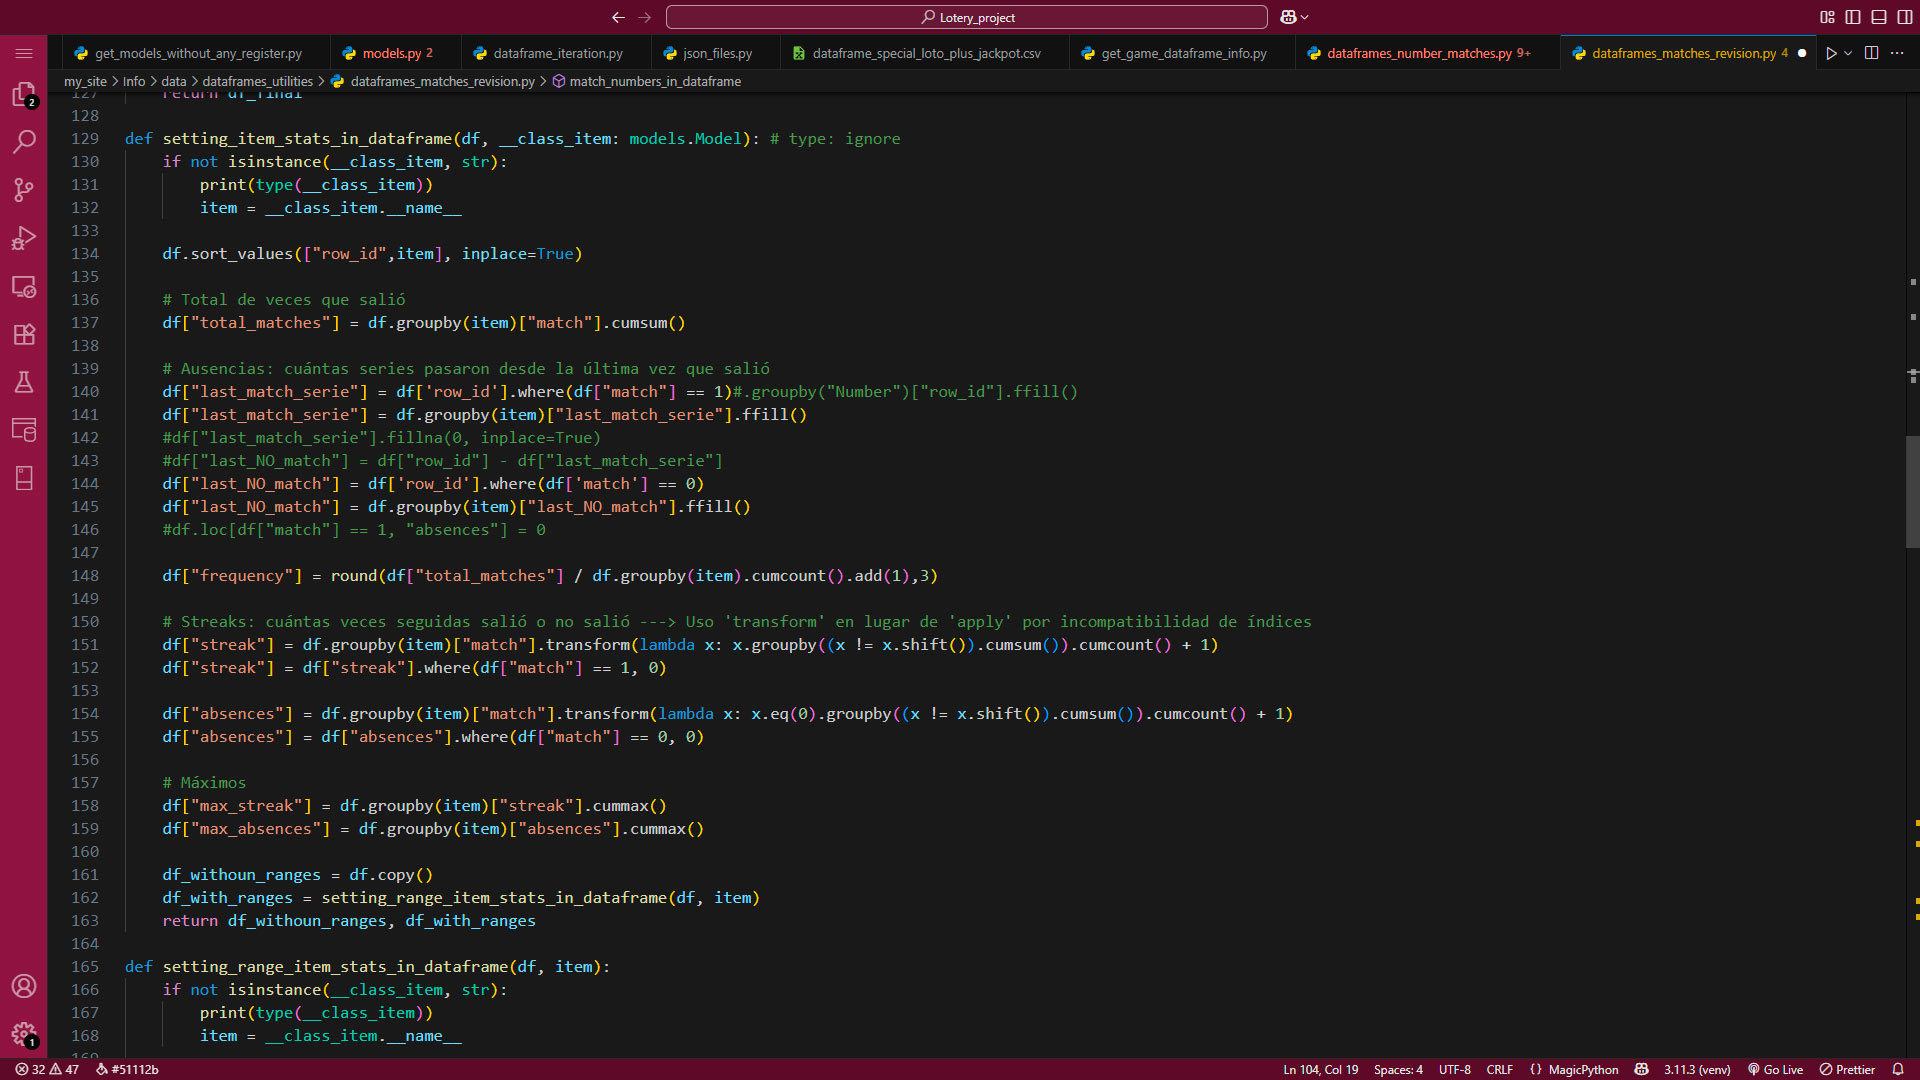 Lotery_project
get_models_without_any_register.py
models.py 2
dataframe_iteration.py
json_files.py
dataframe_special_loto_plus_jackpot.csv
get_game_dataframe_info.py
dataframes_number_matches.py 9+
dataframes_matches_revision.py 4
my_site > Info > data > dataframes_utilities > dataframes_matches_revision.py > match_numbers_in_dataframe
127 return df_final
128
129 def setting_item_stats_in_dataframe(df, __class_item: models.Model): # type: ignore
130     if not isinstance(__class_item, str):
131         print(type(__class_item))
132         item = __class_item.__name__
133
134     df.sort_values(["row_id",item], inplace=True)
135
136     # Total de veces que salió
137     df["total_matches"] = df.groupby(item)["match"].cumsum()
138
139     # Ausencias: cuántas series pasaron desde la última vez que salió
140     df["last_match_serie"] = df['row_id'].where(df["match"] == 1)#.groupby("Number")["row_id"].ffill()
141     df["last_match_serie"] = df.groupby(item)["last_match_serie"].ffill()
142     #df["last_match_serie"].fillna(0, inplace=True)
143     #df["last_NO_match"] = df["row_id"] - df["last_match_serie"]
144     df["last_NO_match"] = df['row_id'].where(df['match'] == 0)
145     df["last_NO_match"] = df.groupby(item)["last_NO_match"].ffill()
146     #df.loc[df["match"] == 1, "absences"] = 0
147
148     df["frequency"] = round(df["total_matches"] / df.groupby(item).cumcount().add(1),3)
149
150     # Streaks: cuántas veces seguidas salió o no salió ---> Uso 'transform' en lugar de 'apply' por incompatibilidad de índices
151     df["streak"] = df.groupby(item)["match"].transform(lambda x: x.groupby((x != x.shift()).cumsum()).cumcount() + 1)
152     df["streak"] = df["streak"].where(df["match"] == 1, 0)
153
154     df["absences"] = df.groupby(item)["match"].transform(lambda x: x.eq(0).groupby((x != x.shift()).cumsum()).cumcount() + 1)
155     df["absences"] = df["absences"].where(df["match"] == 0, 0)
156
157     # Máximos
158     df["max_streak"] = df.groupby(item)["streak"].cummax()
159     df["max_absences"] = df.groupby(item)["absences"].cummax()
160
161     df_withoun_ranges = df.copy()
162     df_with_ranges = setting_range_item_stats_in_dataframe(df, item)
163     return df_withoun_ranges, df_with_ranges
164
165 def setting_range_item_stats_in_dataframe(df, item):
166     if not isinstance(__class_item, str):
167         print(type(__class_item))
168         item = __class_item.__name__
169
2
1
32 47 #51112b
Ln 104, Col 19 Spaces: 4 UTF-8 CRLF {} MagicPython 3.11.3 (venv) Go Live Prettier